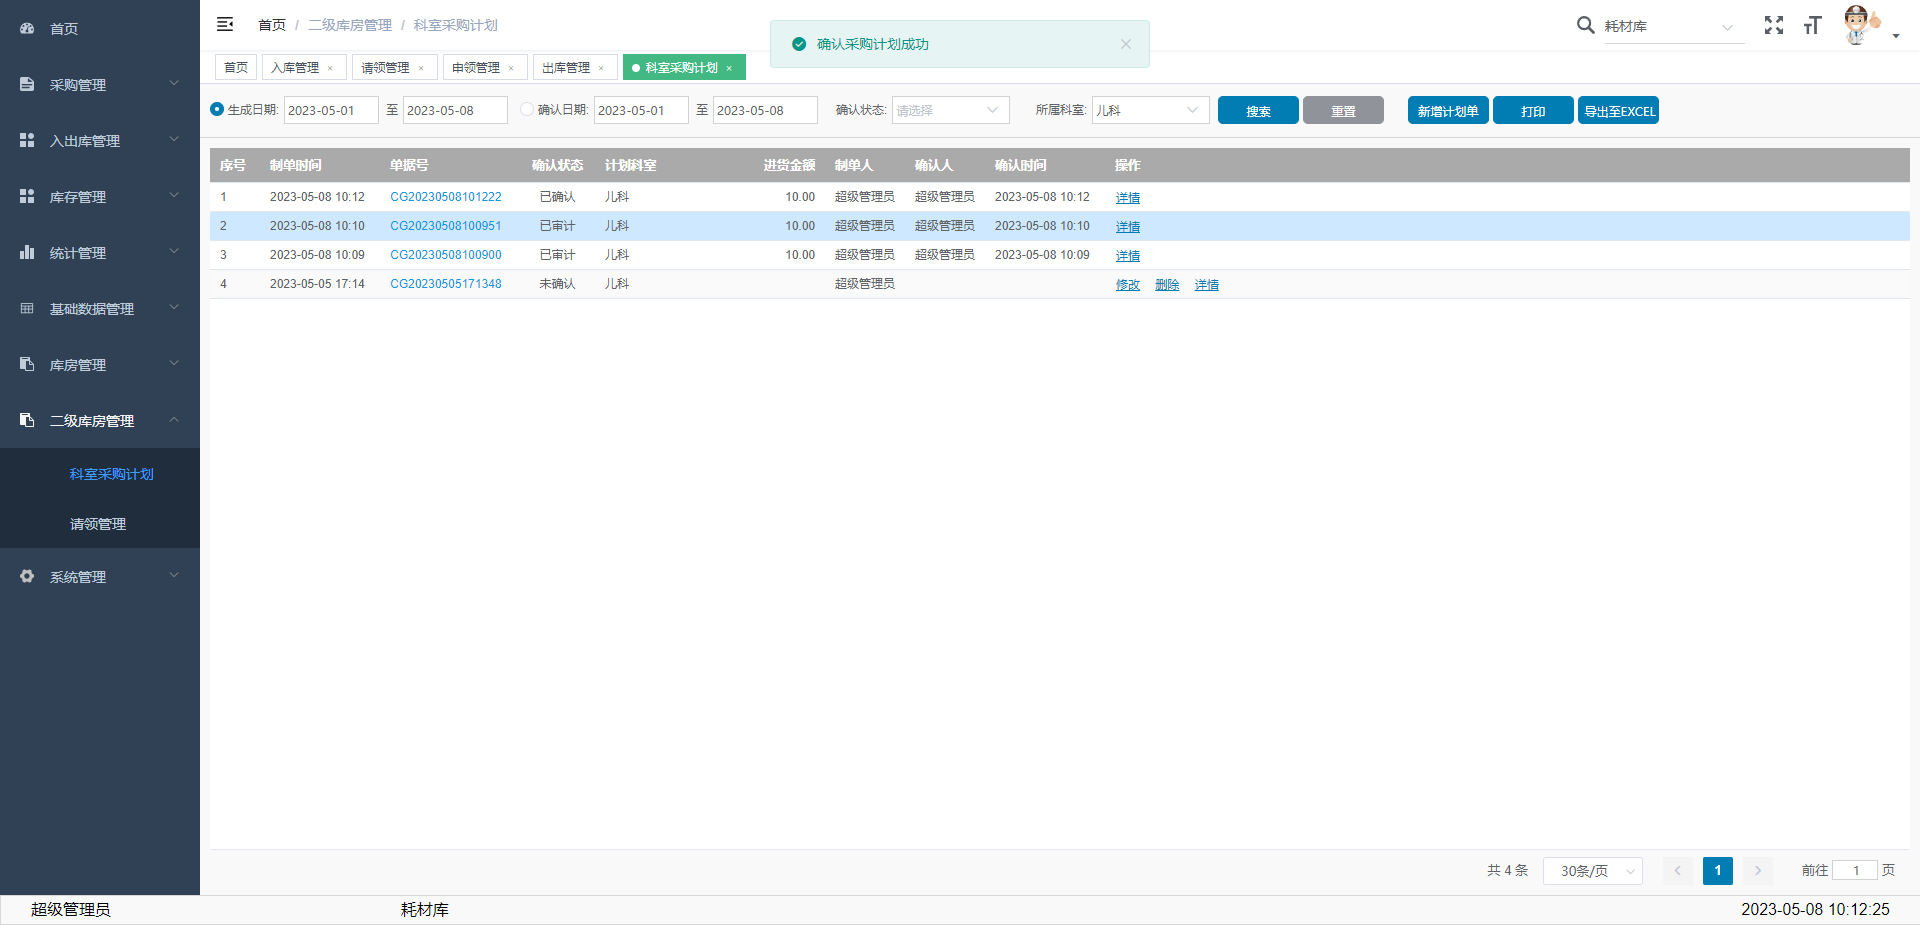 首页
采购管理
入出库管理
库存管理
统计管理
基础数据管理
库房管理
二级库房管理
科室采购计划
请领管理
系统管理
首页 / 二级库房管理 / 科室采购计划
确认采购计划成功
耗材库
首页 入库管理 × 请领管理 × 申领管理 × 出库管理 × 科室采购计划 ×
生成日期: 2023-05-01 至 2023-05-08 确认日期: 2023-05-01 至 2023-05-08 确认状态: 请选择 所属科室: 儿科 搜索 重置 新增计划单 打印 导出至EXCEL
序号 制单时间 单据号 确认状态 计划科室 进货金额 制单人 确认人 确认时间 操作
1 2023-05-08 10:12 CG20230508101222 已确认 儿科 10.00 超级管理员 超级管理员 2023-05-08 10:12 详情
2 2023-05-08 10:10 CG20230508100951 已审计 儿科 10.00 超级管理员 超级管理员 2023-05-08 10:10 详情
3 2023-05-08 10:09 CG20230508100900 已审计 儿科 10.00 超级管理员 超级管理员 2023-05-08 10:09 详情
4 2023-05-05 17:14 CG20230505171348 未确认 儿科 超级管理员 修改 删除 详情
共 4 条 30条/页 1 前往 1 页
超级管理员 耗材库 2023-05-08 10:12:25